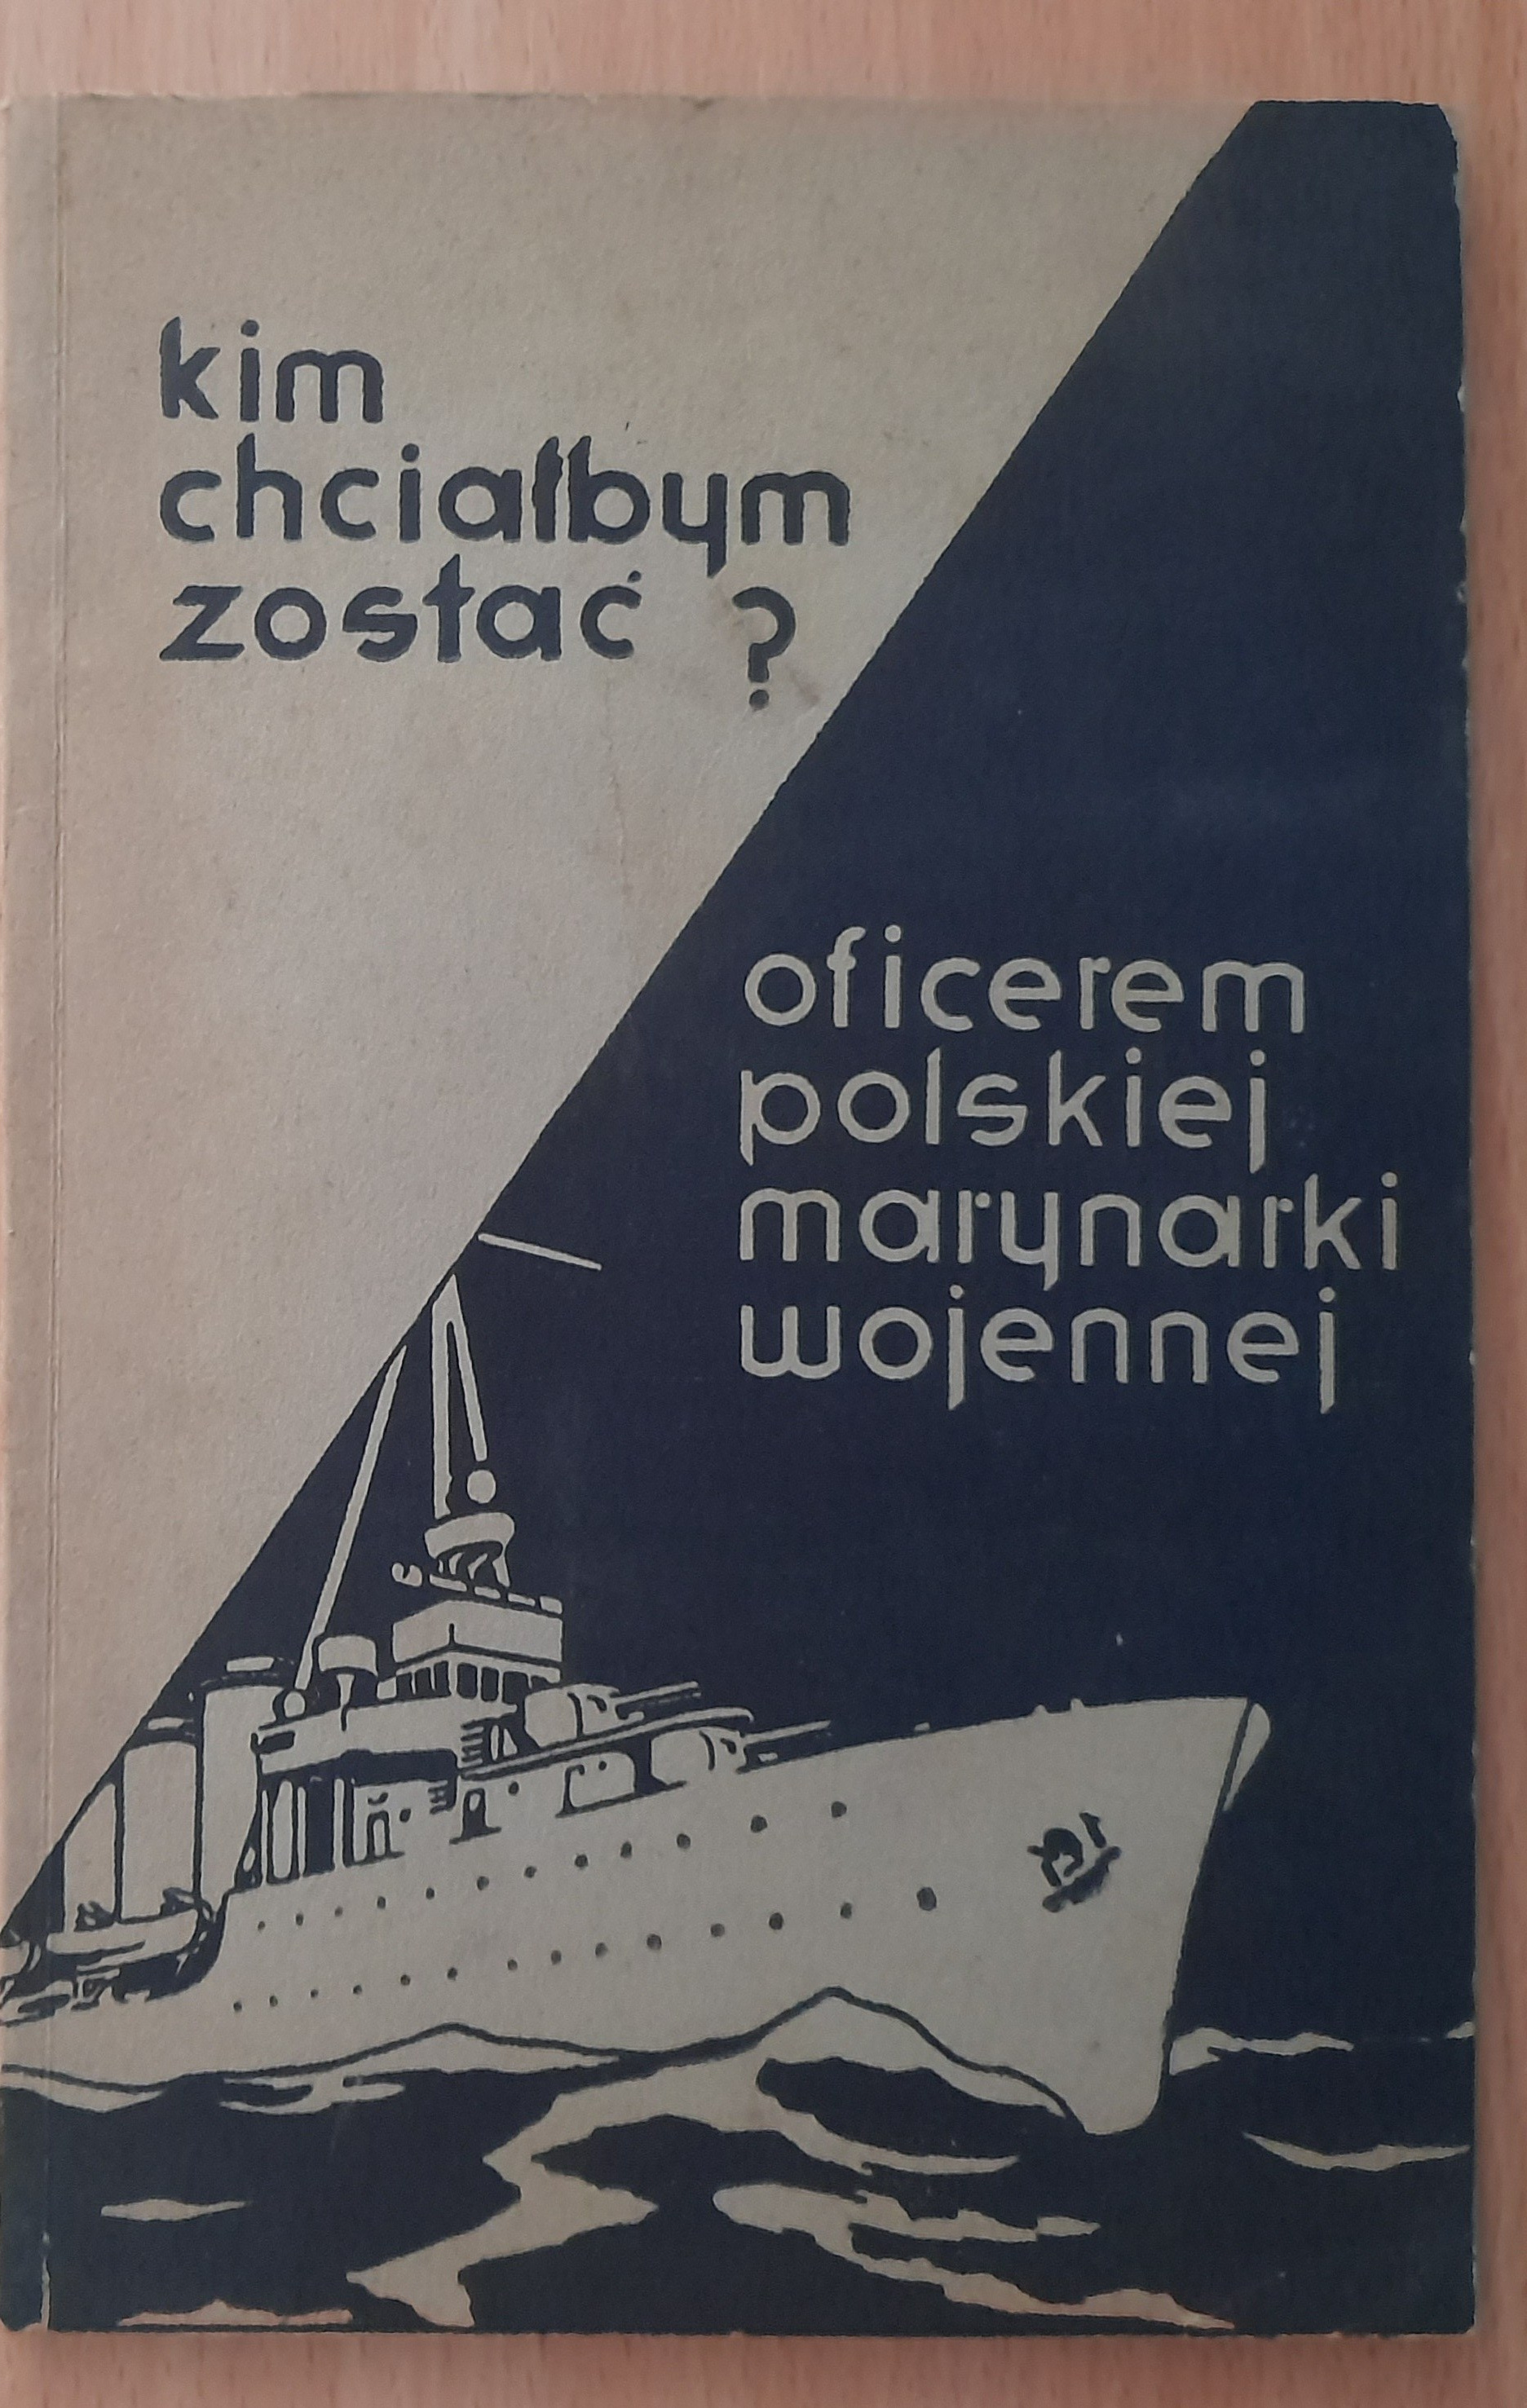 kim
chciałbym
zostać ?
oficerem
polskiej
marynarki
wojennej